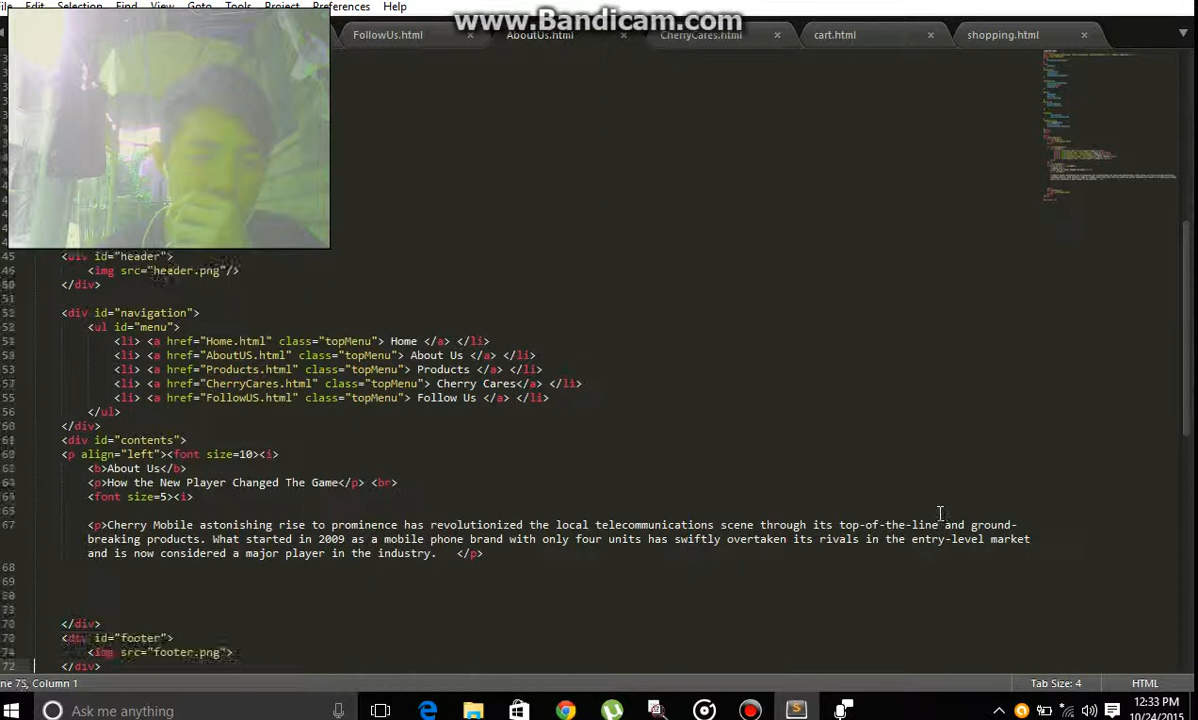 File Edit Selection Find View Goto Tools Project Preferences Help
www.Bandicam.com
FollowUs.html AboutUs.html CherryCares.html cart.html shopping.html
<div id="header">
<img src="header.png"/>
</div>
<div id="navigation">
<ul id="menu">
<li> <a href="Home.html" class="topMenu"> Home </a> </li>
<li> <a href="AboutUS.html" class="topMenu"> About Us </a> </li>
<li> <a href="Products.html" class="topMenu"> Products </a> </li>
<li> <a href="CherryCares.html" class="topMenu"> Cherry Cares</a> </li>
<li> <a href="FollowUS.html" class="topMenu"> Follow Us </a> </li>
</ul>
</div>
<div id="contents">
<p align="left"><font size=10><i>
<b>About Us</b>
<p>How the New Player Changed The Game</p> <br>
<font size=5><i>
<p>Cherry Mobile astonishing rise to prominence has revolutionized the local telecommunications scene through its top-of-the-line and ground-
breaking products. What started in 2009 as a mobile phone brand with only four units has swiftly overtaken its rivals in the entry-level market
and is now considered a major player in the industry. </p>
</div>
<div id="footer">
<img src="footer.png">
</div>
ne 75, Column 1 Tab Size: 4 HTML
Ask me anything
12:33 PM
10/24/2015